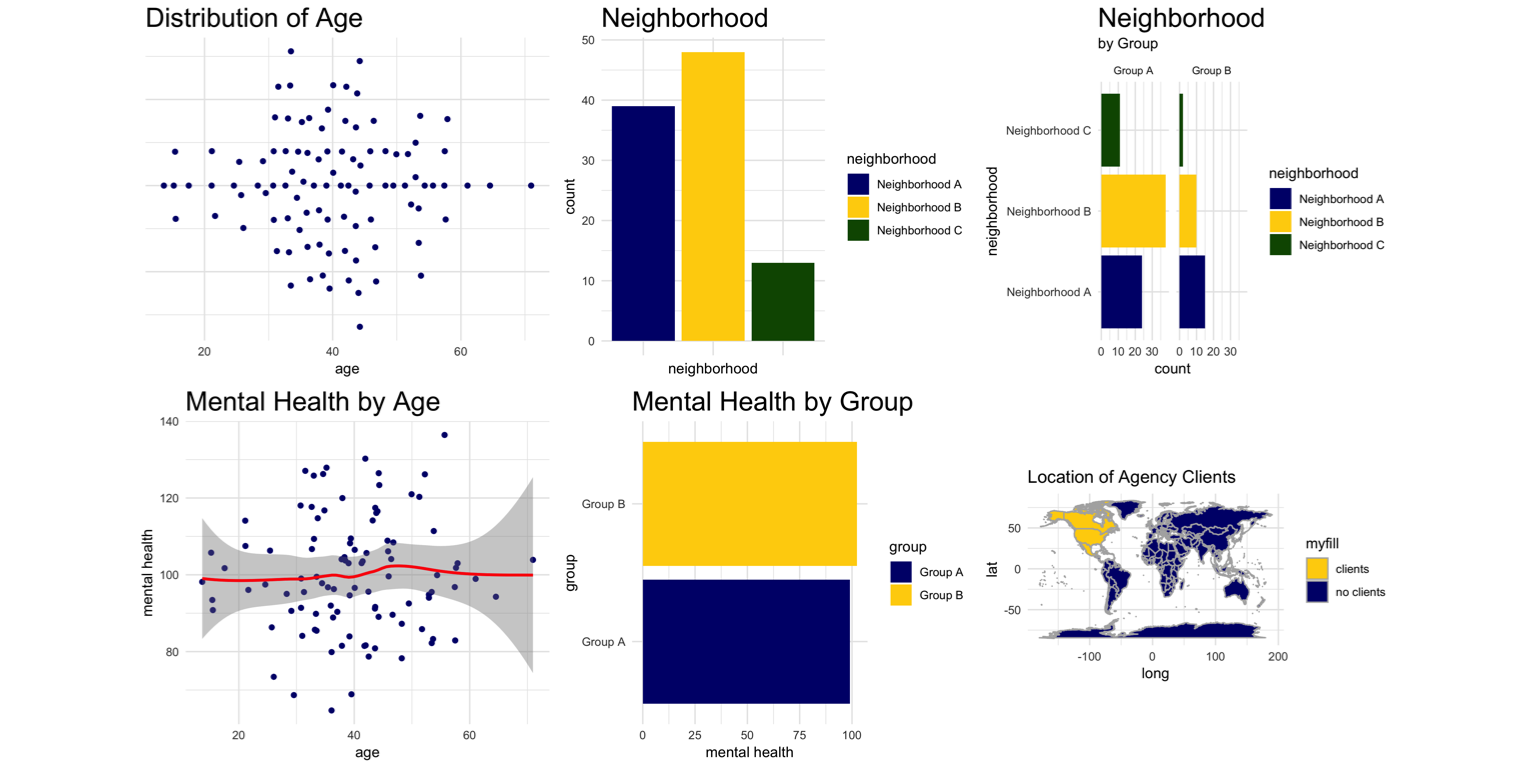 Distribution of Age
20 40 60
age
Neighborhood
50
40
30
20
10
0
count
neighborhood
neighborhood
Neighborhood A
Neighborhood B
Neighborhood C
Neighborhood
by Group
Group A Group B
Neighborhood C
Neighborhood B
Neighborhood A
neighborhood
0 10 20 30 0 10 20 30
count
neighborhood
Neighborhood A
Neighborhood B
Neighborhood C
Mental Health by Age
140
120
100
80
mental health
20 40 60
age
Mental Health by Group
Group B
Group A
group
0 25 50 75 100
mental health
group
Group A
Group B
Location of Agency Clients
50
0
-50
lat
-100 0 100 200
long
myfill
clients
no clients